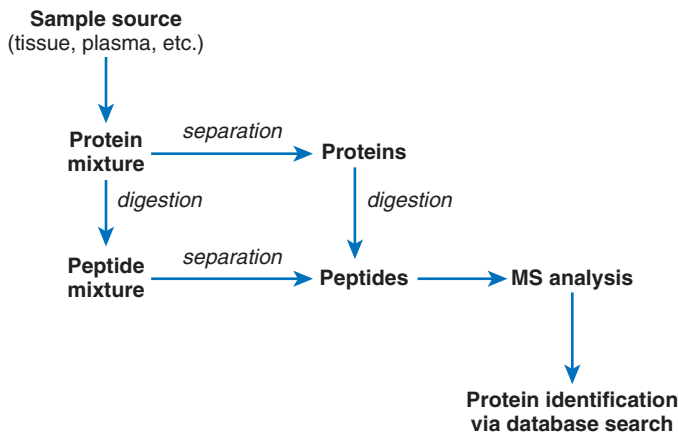 Sample source
(tissue, plasma, etc.)
Protein
mixture
separation
Proteins
digestion
digestion
Peptide
mixture
separation
Peptides
MS analysis
Protein identification
via database search